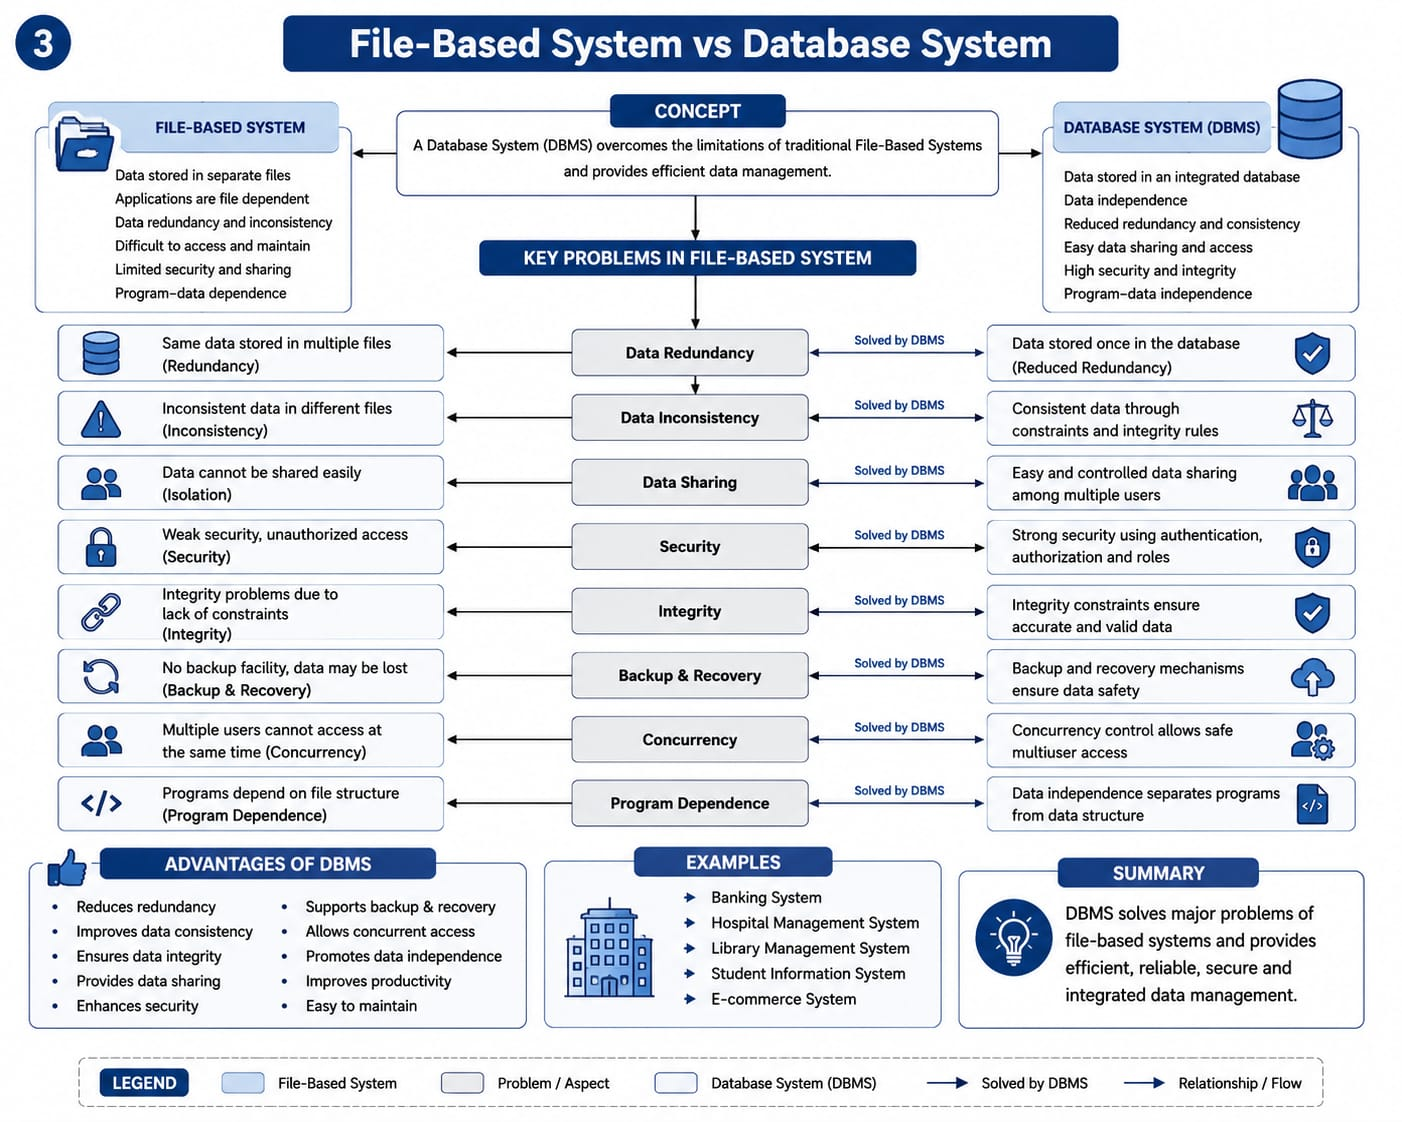 3
File-Based System vs Database System
FILE-BASED SYSTEM
Data stored in separate files
Applications are file dependent
Data redundancy and inconsistency
Difficult to access and maintain
Limited security and sharing
Program–data dependence
CONCEPT
A Database System (DBMS) overcomes the limitations of traditional File-Based Systems
and provides efficient data management.
DATABASE SYSTEM (DBMS)
Data stored in an integrated database
Data independence
Reduced redundancy and consistency
Easy data sharing and access
High security and integrity
Program–data independence
KEY PROBLEMS IN FILE-BASED SYSTEM
Same data stored in multiple files
(Redundancy)
Data Redundancy
Solved by DBMS
Data stored once in the database
(Reduced Redundancy)
Inconsistent data in different files
(Inconsistency)
Data Inconsistency
Solved by DBMS
Consistent data through
constraints and integrity rules
Data cannot be shared easily
(Isolation)
Data Sharing
Solved by DBMS
Easy and controlled data sharing
among multiple users
Weak security, unauthorized access
(Security)
Security
Solved by DBMS
Strong security using authentication,
authorization and roles
Integrity problems due to
lack of constraints
(Integrity)
Integrity
Solved by DBMS
Integrity constraints ensure
accurate and valid data
No backup facility, data may be lost
(Backup & Recovery)
Backup & Recovery
Solved by DBMS
Backup and recovery mechanisms
ensure data safety
Multiple users cannot access at
the same time (Concurrency)
Concurrency
Solved by DBMS
Concurrency control allows safe
multiuser access
</>
Programs depend on file structure
(Program Dependence)
Program Dependence
Solved by DBMS
Data independence separates programs
from data structure
</>
ADVANTAGES OF DBMS
• Reduces redundancy
• Improves data consistency
• Ensures data integrity
• Provides data sharing
• Enhances security
• Supports backup & recovery
• Allows concurrent access
• Promotes data independence
• Improves productivity
• Easy to maintain
EXAMPLES
Banking System
Hospital Management System
Library Management System
Student Information System
E-commerce System
SUMMARY
DBMS solves major problems of
file-based systems and provides
efficient, reliable, secure and
integrated data management.
LEGEND
File-Based System
Problem / Aspect
Database System (DBMS)
Solved by DBMS
Relationship / Flow